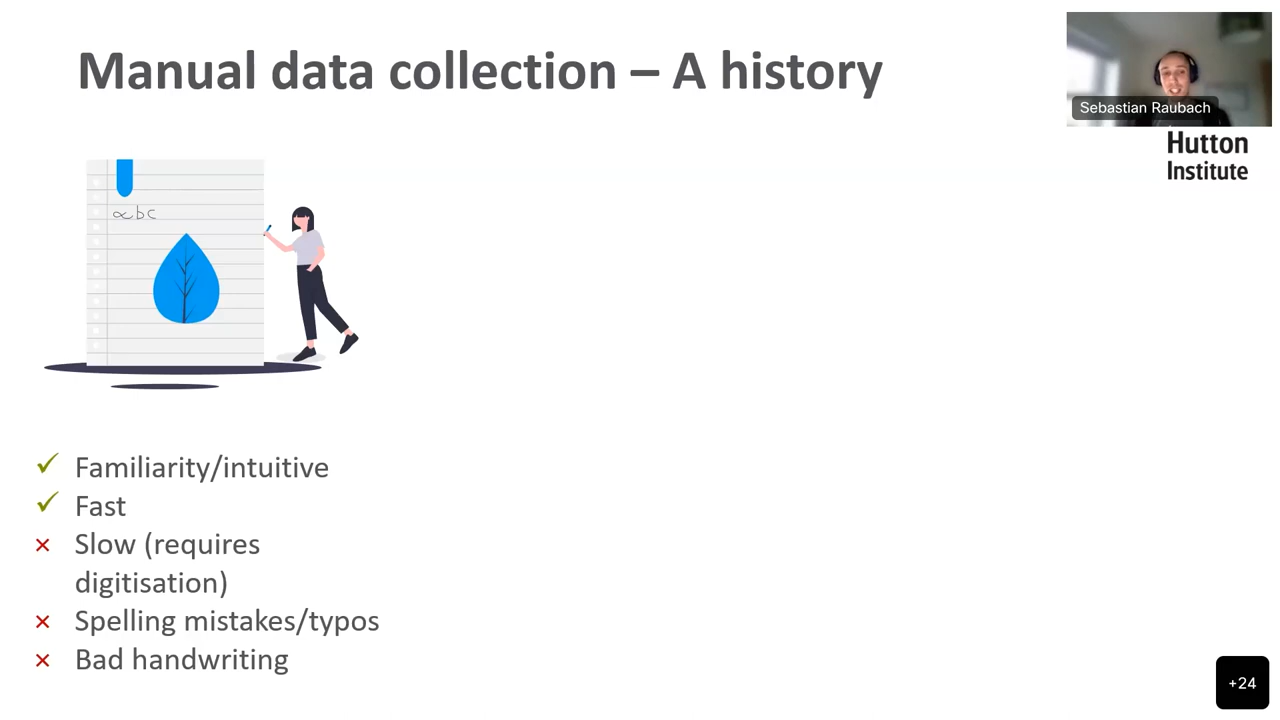 Manual data collection – A history
Sebastian Raubach
Hutton
Institute
abc
✓ Familiarity/intuitive
✓ Fast
× Slow (requires
digitisation)
× Spelling mistakes/typos
× Bad handwriting
+24